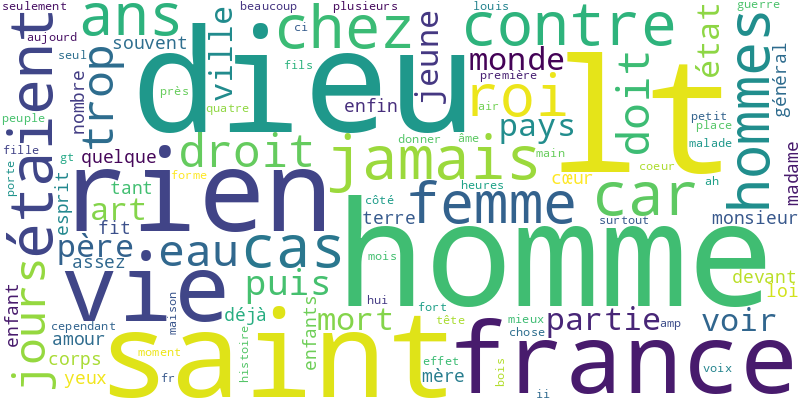 seulement
beaucoup
plusieurs
louis
guerre
aujourd
ans
souvent
ville
chez
ci
contre
état
seul
trop
étaient
dieu
jeune
monde
première
roi
lt
hommes
général
fils
près
quatre
enfin
nombre
air
pays
doit
petit
place
malade
peuple
fille
gt
quelque
droit
donner
âme
jamais
main
madame
porte
esprit
rien
forme
tant
art
fit
côté
heures
femme
cœur
coeur
car
ah
surtout
monsieur
terre
père
assez
eau
cas
homme
mois
vie
puis
hui
jours
enfant
maison
déjà
enfants
mort
fort
tête
mieux
chose
partie
amp
voir
devant
loi
cependant
amour
corps
yeux
moment
fr
saint
histoire
effet
mère
bois
france
voix
ii